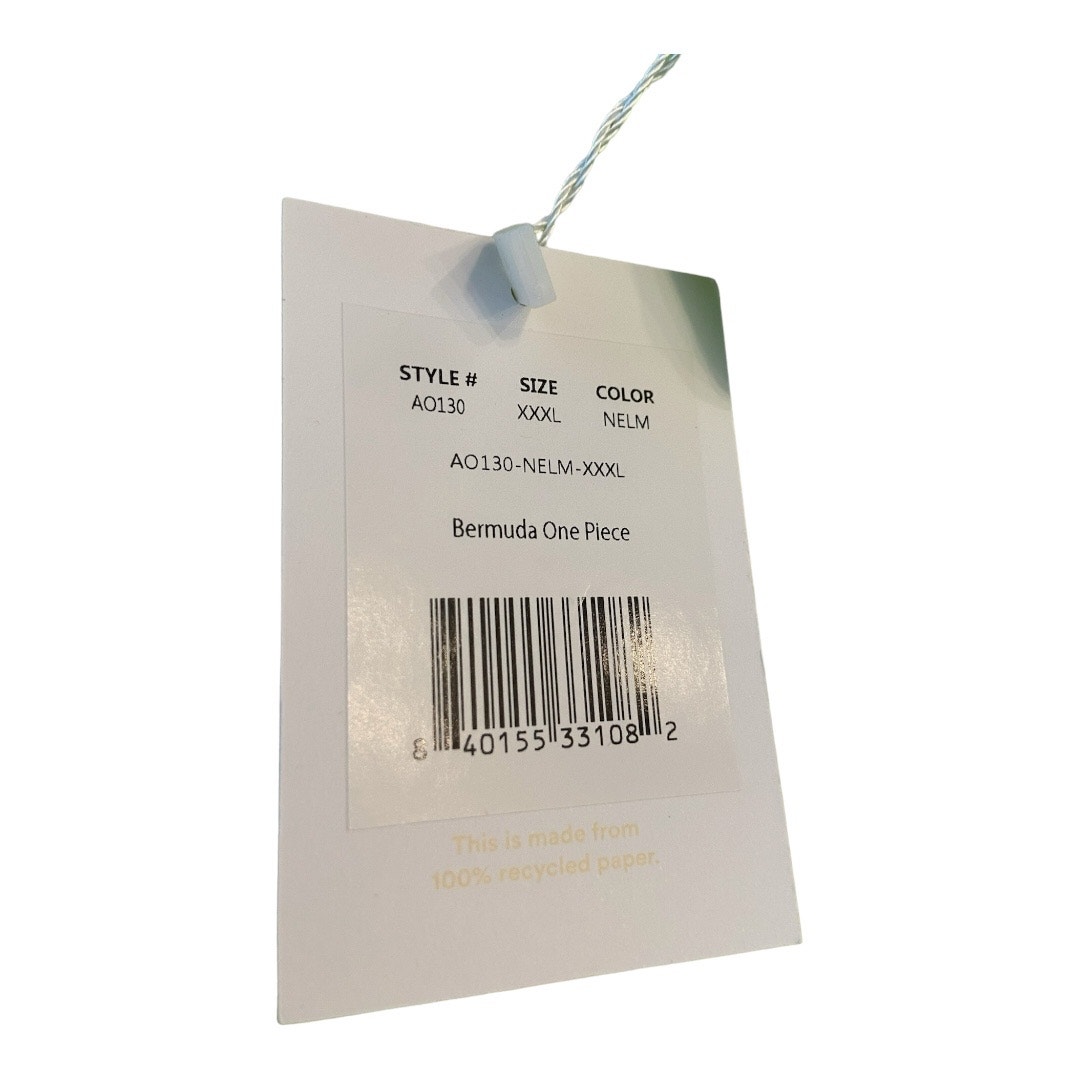 STYLE # SIZE COLOR
AO130 XXXL NELM
AO130-NELM-XXXL
Bermuda One Piece
8 40155 33108 2
This is made from
100% recycled paper.